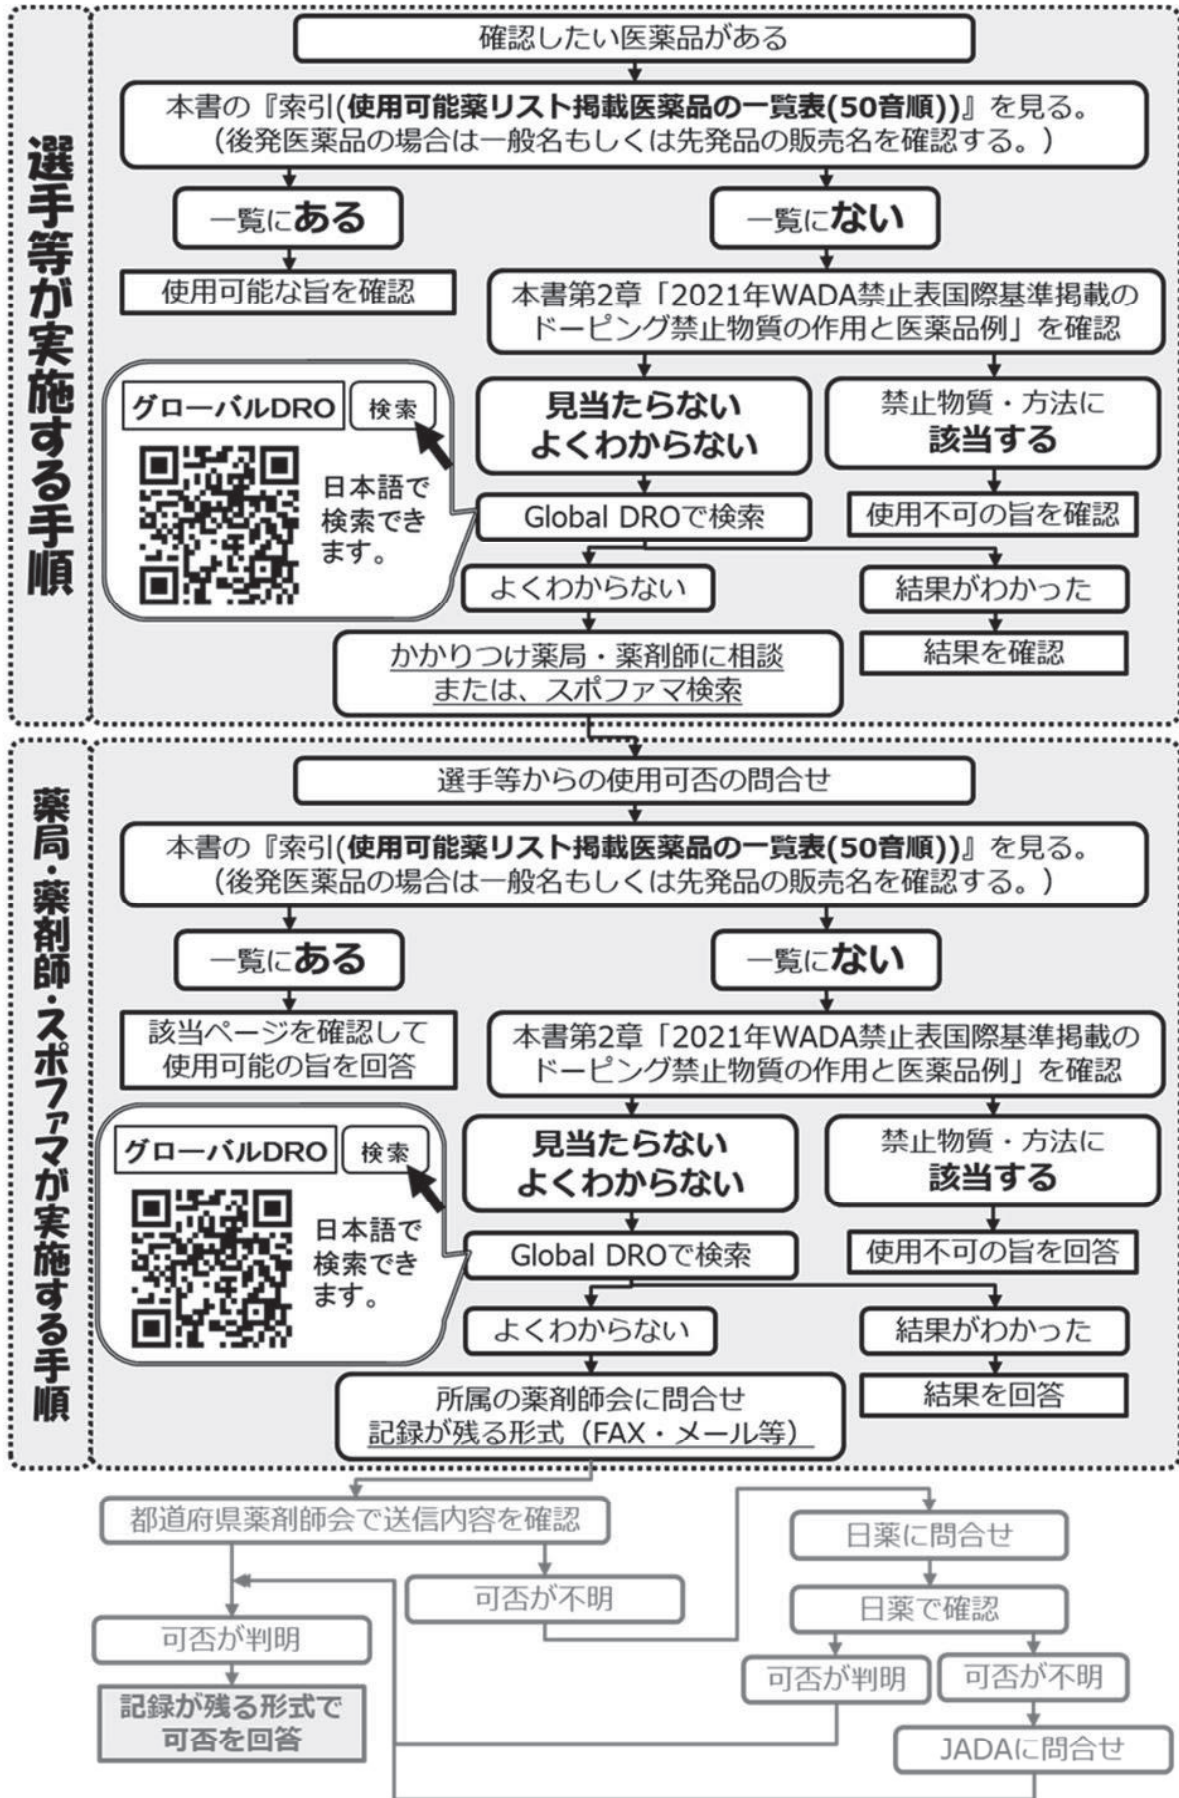 選手等が実施する手順
確認したい医薬品がある
本書の『索引(使用可能薬リスト掲載医薬品の一覧表(50音順))』を見る。
（後発医薬品の場合は一般名もしくは先発品の販売名を確認する。）
一覧にある
一覧にない
使用可能な旨を確認
本書第2章「2021年WADA禁止表国際基準掲載の
ドーピング禁止物質の作用と医薬品例」を確認
見当たらない
よくわからない
禁止物質・方法に
該当する
グローバルDRO
検索
日本語で
検索でき
ます。
Global DROで検索
使用不可の旨を確認
よくわからない
結果がわかった
かかりつけ薬局・薬剤師に相談
または、スポファマ検索
結果を確認
薬局・薬剤師・スポファマが実施する手順
選手等からの使用可否の問合せ
本書の『索引(使用可能薬リスト掲載医薬品の一覧表(50音順))』を見る。
（後発医薬品の場合は一般名もしくは先発品の販売名を確認する。）
一覧にある
一覧にない
該当ページを確認して
使用可能の旨を回答
本書第2章「2021年WADA禁止表国際基準掲載の
ドーピング禁止物質の作用と医薬品例」を確認
見当たらない
よくわからない
禁止物質・方法に
該当する
グローバルDRO
検索
日本語で
検索でき
ます。
Global DROで検索
使用不可の旨を回答
よくわからない
結果がわかった
所属の薬剤師会に問合せ
記録が残る形式（FAX・メール等）
結果を回答
都道府県薬剤師会で送信内容を確認
日薬に問合せ
可否が不明
日薬で確認
可否が判明
可否が判明
可否が不明
記録が残る形式で
可否を回答
JADAに問合せ